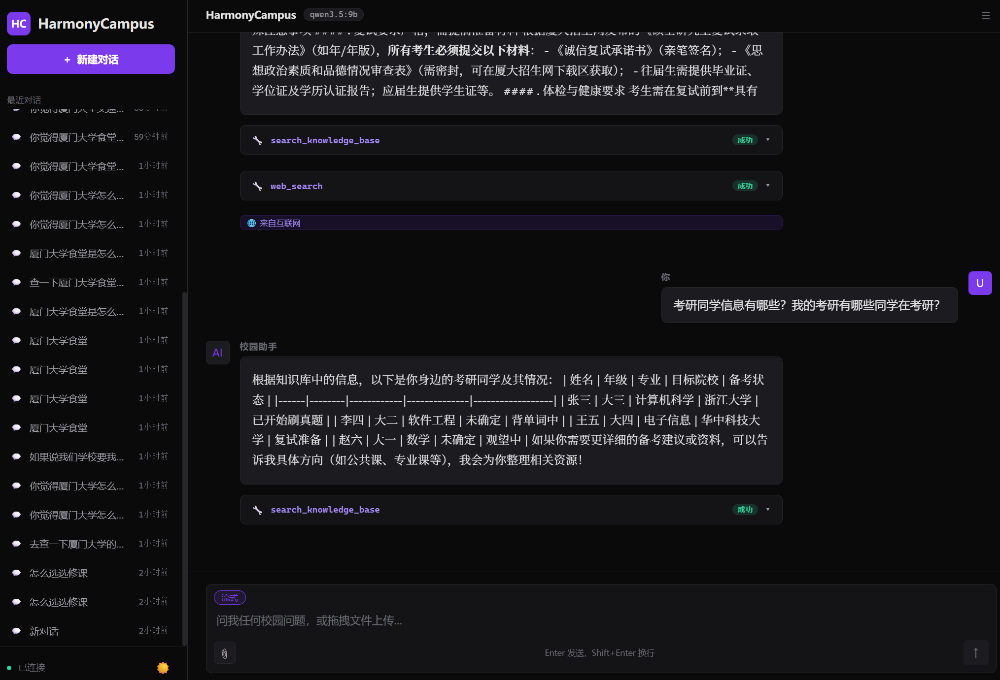 HC HarmonyCampus
+ 新建对话
最近对话
你觉得厦门大学交通...
你觉得厦门大学食堂... 59分钟前
你觉得厦门大学食堂... 1小时前
你觉得厦门大学怎么... 1小时前
你觉得厦门大学怎么... 1小时前
厦门大学食堂是怎么... 1小时前
查一下厦门大学食堂... 1小时前
厦门大学食堂是怎么... 1小时前
厦门大学食堂 1小时前
厦门大学食堂 1小时前
厦门大学食堂 1小时前
厦门大学食堂 1小时前
如果说我们学校要我... 1小时前
你觉得厦门大学怎么... 1小时前
你觉得厦门大学怎么... 1小时前
去查一下厦门大学的... 1小时前
怎么选选修课 2小时前
怎么选选修课 2小时前
新对话 2小时前
已连接
HarmonyCampus qwen3.5:9b
工作办法》（如年/年版），所有考生必须提交以下材料： - 《诚信复试承诺书》（亲笔签名）； - 《思
想政治素质和品德情况审查表》（需密封，可在厦大招生网下载区获取）； - 往届生需提供毕业证、
学位证及学历认证报告；应届生提供学生证等。 #### . 体检与健康要求 考生需在复试前到**具有
search_knowledge_base 成功
web_search 成功
来自互联网
你
U
考研同学信息有哪些？我的考研有哪些同学在考研？
AI
校园助手
根据知识库中的信息，以下是你身边的考研同学及其情况： | 姓名 | 年级 | 专业 | 目标院校 | 备考状
态 | |------|--------|------------|--------------|------------------| | 张三 | 大三 | 计算机科学 | 浙江大学 |
已开始刷真题 | | 李四 | 大二 | 软件工程 | 未确定 | 背单词中 | | 王五 | 大四 | 电子信息 | 华中科技大
学 | 复试准备 | | 赵六 | 大一 | 数学 | 未确定 | 观望中 | 如果你需要更详细的备考建议或资料，可以告
诉我具体方向（如公共课、专业课等），我会为你整理相关资源！
search_knowledge_base 成功
流式
问我任何校园问题，或拖拽文件上传...
Enter 发送，Shift+Enter 换行